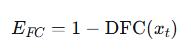 E_{FC} = 1 − DFC(x_t)